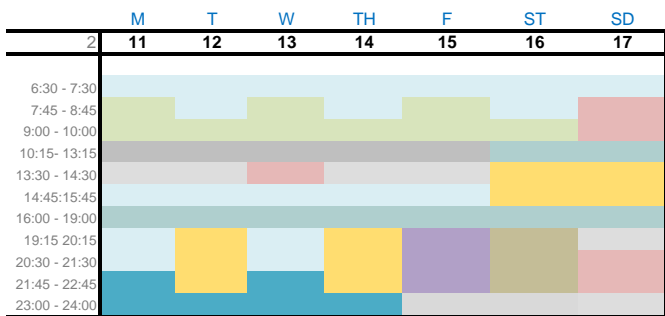 M T W TH F ST SD
2 11 12 13 14 15 16 17
6:30 - 7:30
7:45 - 8:45
9:00 - 10:00
10:15- 13:15
13:30 - 14:30
14:45:15:45
16:00 - 19:00
19:15 20:15
20:30 - 21:30
21:45 - 22:45
23:00 - 24:00